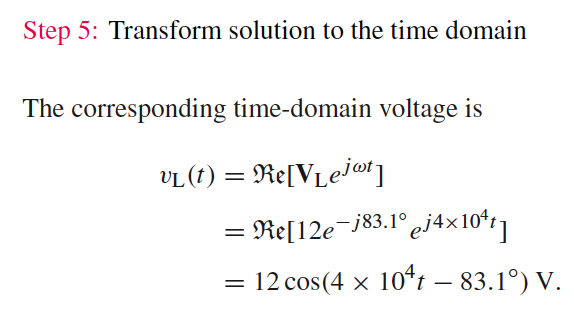 Step 5: Transform solution to the time domain
The corresponding time-domain voltage is
υL(t) = ℜe[VLe^jωt]
= ℜe[12e^−j83.1° e^j4×10^4t]
= 12 cos(4 × 10^4t − 83.1°) V.